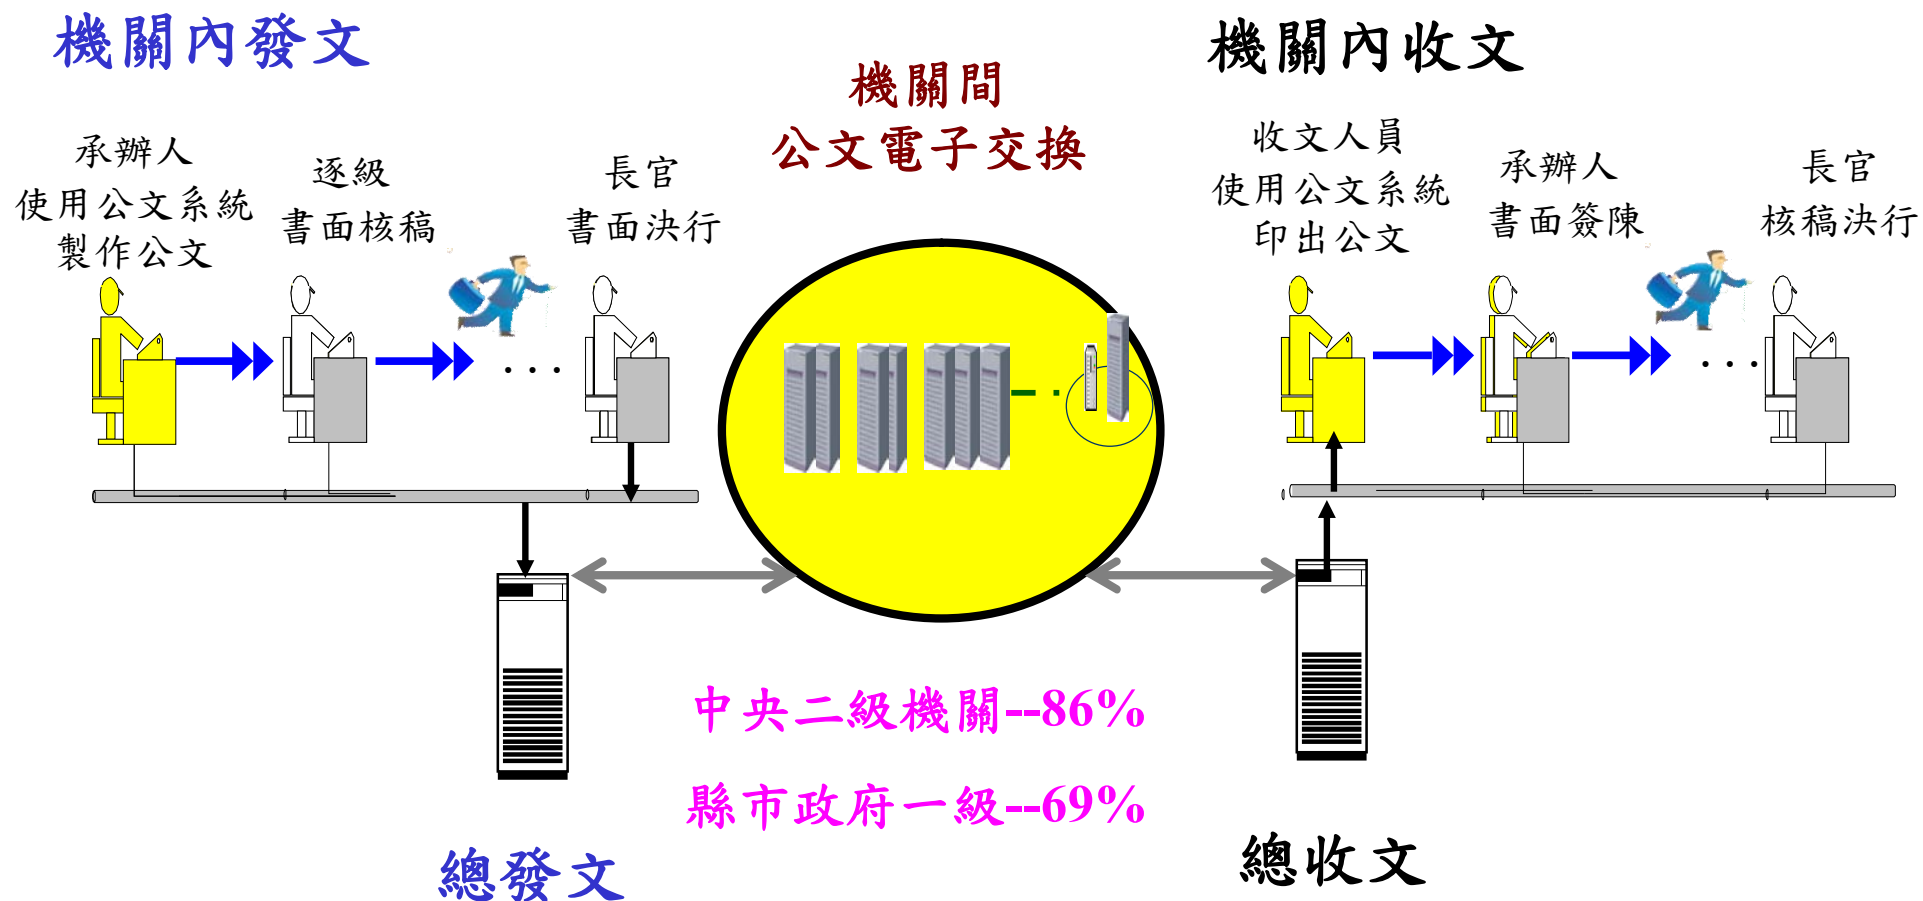 機關內發文
承辦人
使用公文系統
製作公文
逐級
書面核稿
長官
書面決行
. . .
機關間
公文電子交換
機關內收文
收文人員
使用公文系統
印出公文
承辦人
書面簽陳
長官
核稿決行
. . .
中央二級機關--86%
縣市政府一級--69%
總發文
總收文